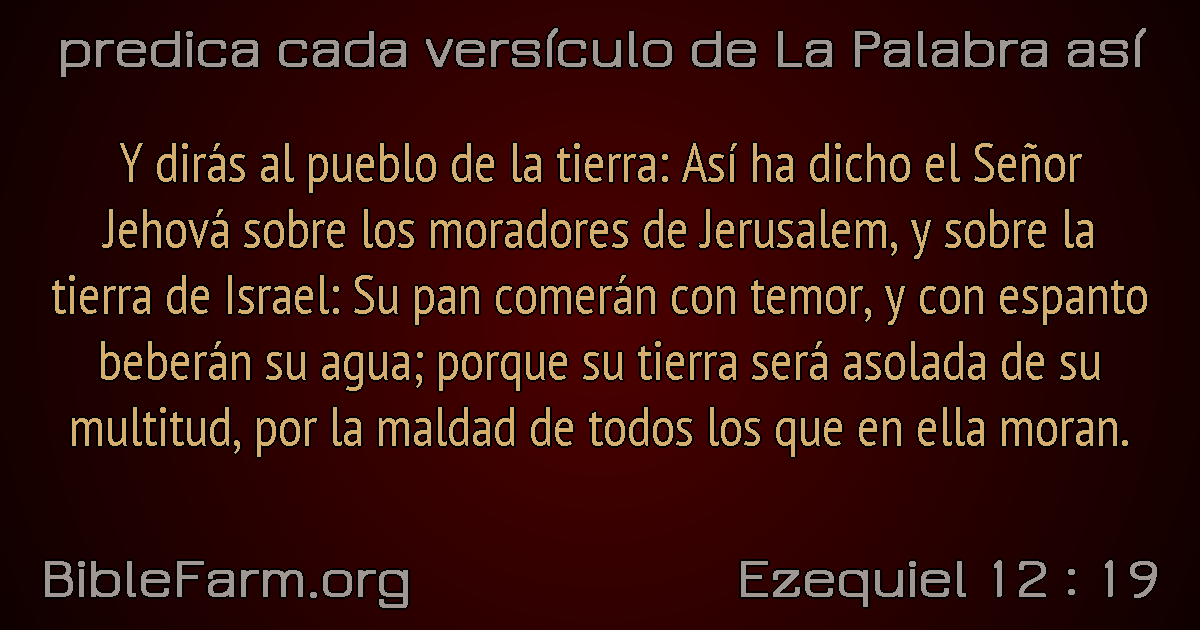 predica cada versículo de La Palabra así
Y dirás al pueblo de la tierra: Así ha dicho el Señor
Jehová sobre los moradores de Jerusalem, y sobre la
tierra de Israel: Su pan comerán con temor, y con espanto
beberán su agua; porque su tierra será asolada de su
multitud, por la maldad de todos los que en ella moran.
BibleFarm.org
Ezequiel 12 : 19